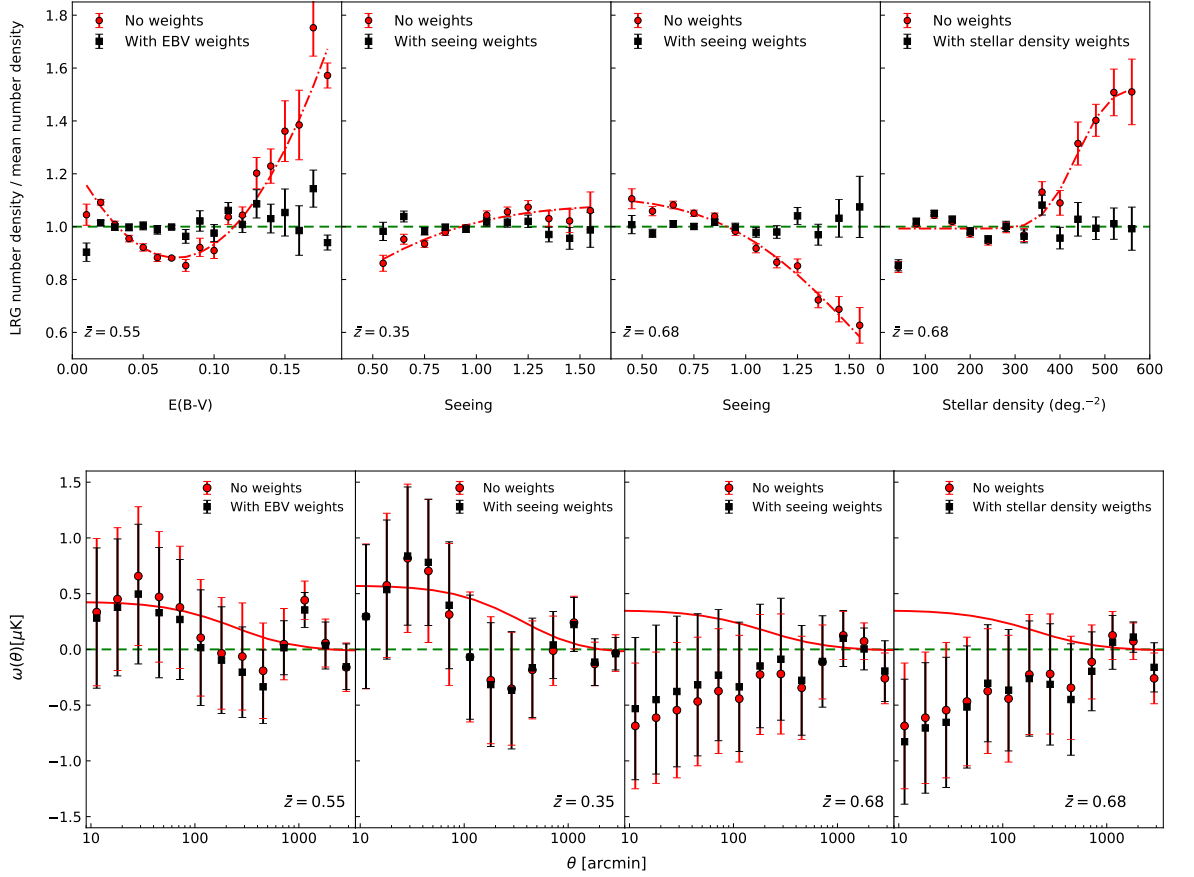 LRG number density / mean number density
1.8
1.6
1.4
1.2
1.0
0.8
0.6
No weights
With EBV weights
z̄ = 0.55
No weights
With seeing weights
z̄ = 0.35
No weights
With seeing weights
z̄ = 0.68
No weights
With stellar density weights
z̄ = 0.68
0.00 0.05 0.10 0.15 0.50 0.75 1.00 1.25 1.50 0.50 0.75 1.00 1.25 1.50 0 100 200 300 400 500 600
E(B-V) Seeing Seeing Stellar density (deg.⁻²)
ω(Θ)[μK]
1.5
1.0
0.5
0.0
−0.5
−1.0
−1.5
No weights
With EBV weights
z̄ = 0.55
No weights
With seeing weights
z̄ = 0.35
No weights
With seeing weights
z̄ = 0.68
No weights
With stellar density weigths
z̄ = 0.68
10 100 1000 10 100 1000 10 100 1000 10 100 1000
θ [arcmin]